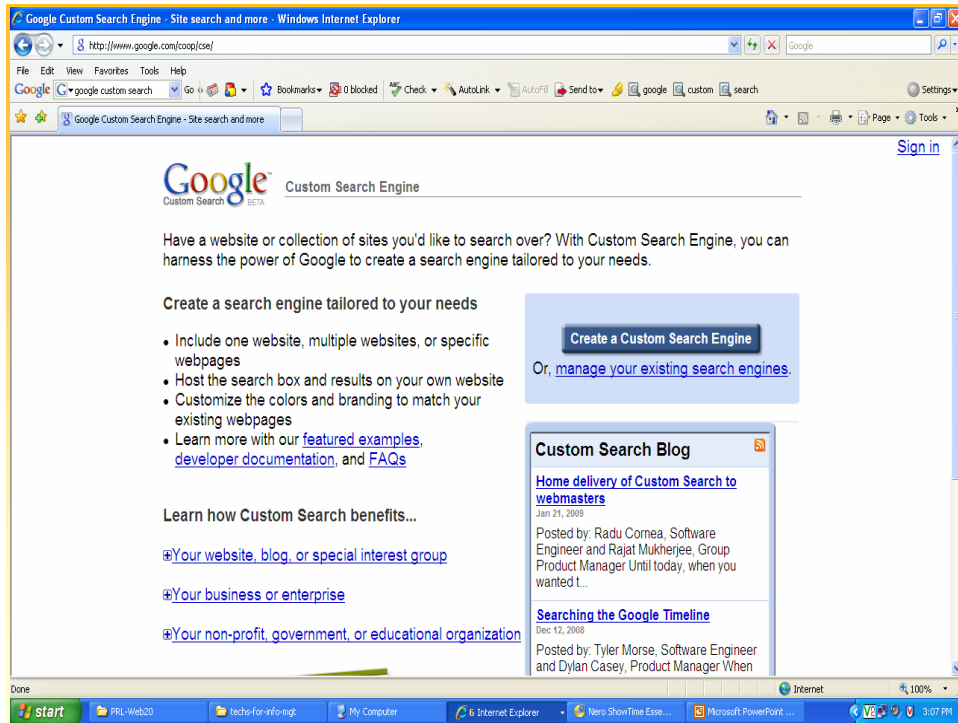 Google Custom Search Engine - Site search and more - Windows Internet Explorer
http://www.google.com/coop/cse/
Google
File Edit View Favorites Tools Help
Google G google custom search Go Bookmarks 0 blocked Check AutoLink AutoFill Send to google custom search Settings
Google Custom Search Engine - Site search and more
Page Tools
Sign in
Google™ Custom Search Engine
Custom Search BETA
Have a website or collection of sites you'd like to search over? With Custom Search Engine, you can
harness the power of Google to create a search engine tailored to your needs.
Create a search engine tailored to your needs
• Include one website, multiple websites, or specific
webpages
• Host the search box and results on your own website
• Customize the colors and branding to match your
existing webpages
• Learn more with our featured examples,
developer documentation, and FAQs
Create a Custom Search Engine
Or, manage your existing search engines.
Learn how Custom Search benefits...
Your website, blog, or special interest group
Your business or enterprise
Your non-profit, government, or educational organization
Custom Search Blog
Home delivery of Custom Search to
webmasters
Jan 21, 2009
Posted by: Radu Cornea, Software
Engineer and Rajat Mukherjee, Group
Product Manager Until today, when you
wanted t...
Searching the Google Timeline
Dec 12, 2008
Posted by: Tyler Morse, Software Engineer
and Dylan Casey, Product Manager When
Done Internet 100%
start PRL-Web20 techs-for-info-mgt My Computer 6 Internet Explorer Nero ShowTime Esse... Microsoft PowerPoint ... 3:07 PM